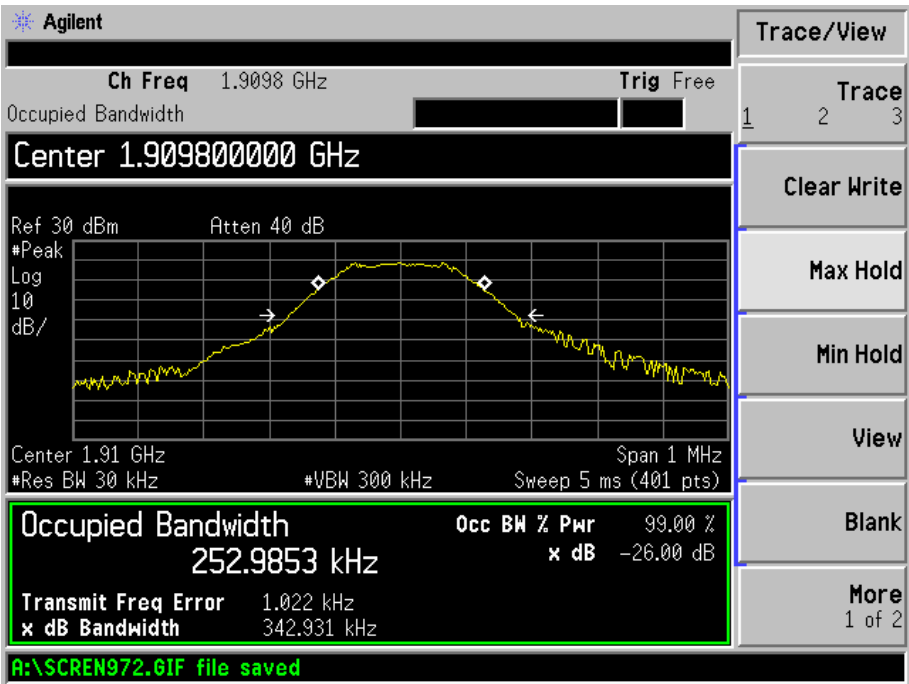 Agilent
Trace/View
Ch Freq 1.9098 GHz Trig Free
Occupied Bandwidth
Center 1.909800000 GHz
Ref 30 dBm Atten 40 dB
#Peak
Log
10
dB/
Center 1.91 GHz Span 1 MHz
#Res BW 30 kHz #VBW 300 kHz Sweep 5 ms (401 pts)
Occupied Bandwidth Occ BW % Pwr 99.00 %
252.9853 kHz x dB -26.00 dB
Transmit Freq Error 1.022 kHz
x dB Bandwidth 342.931 kHz
A:\SCREN972.GIF file saved
Trace
1 2 3
Clear Write
Max Hold
Min Hold
View
Blank
More
1 of 2